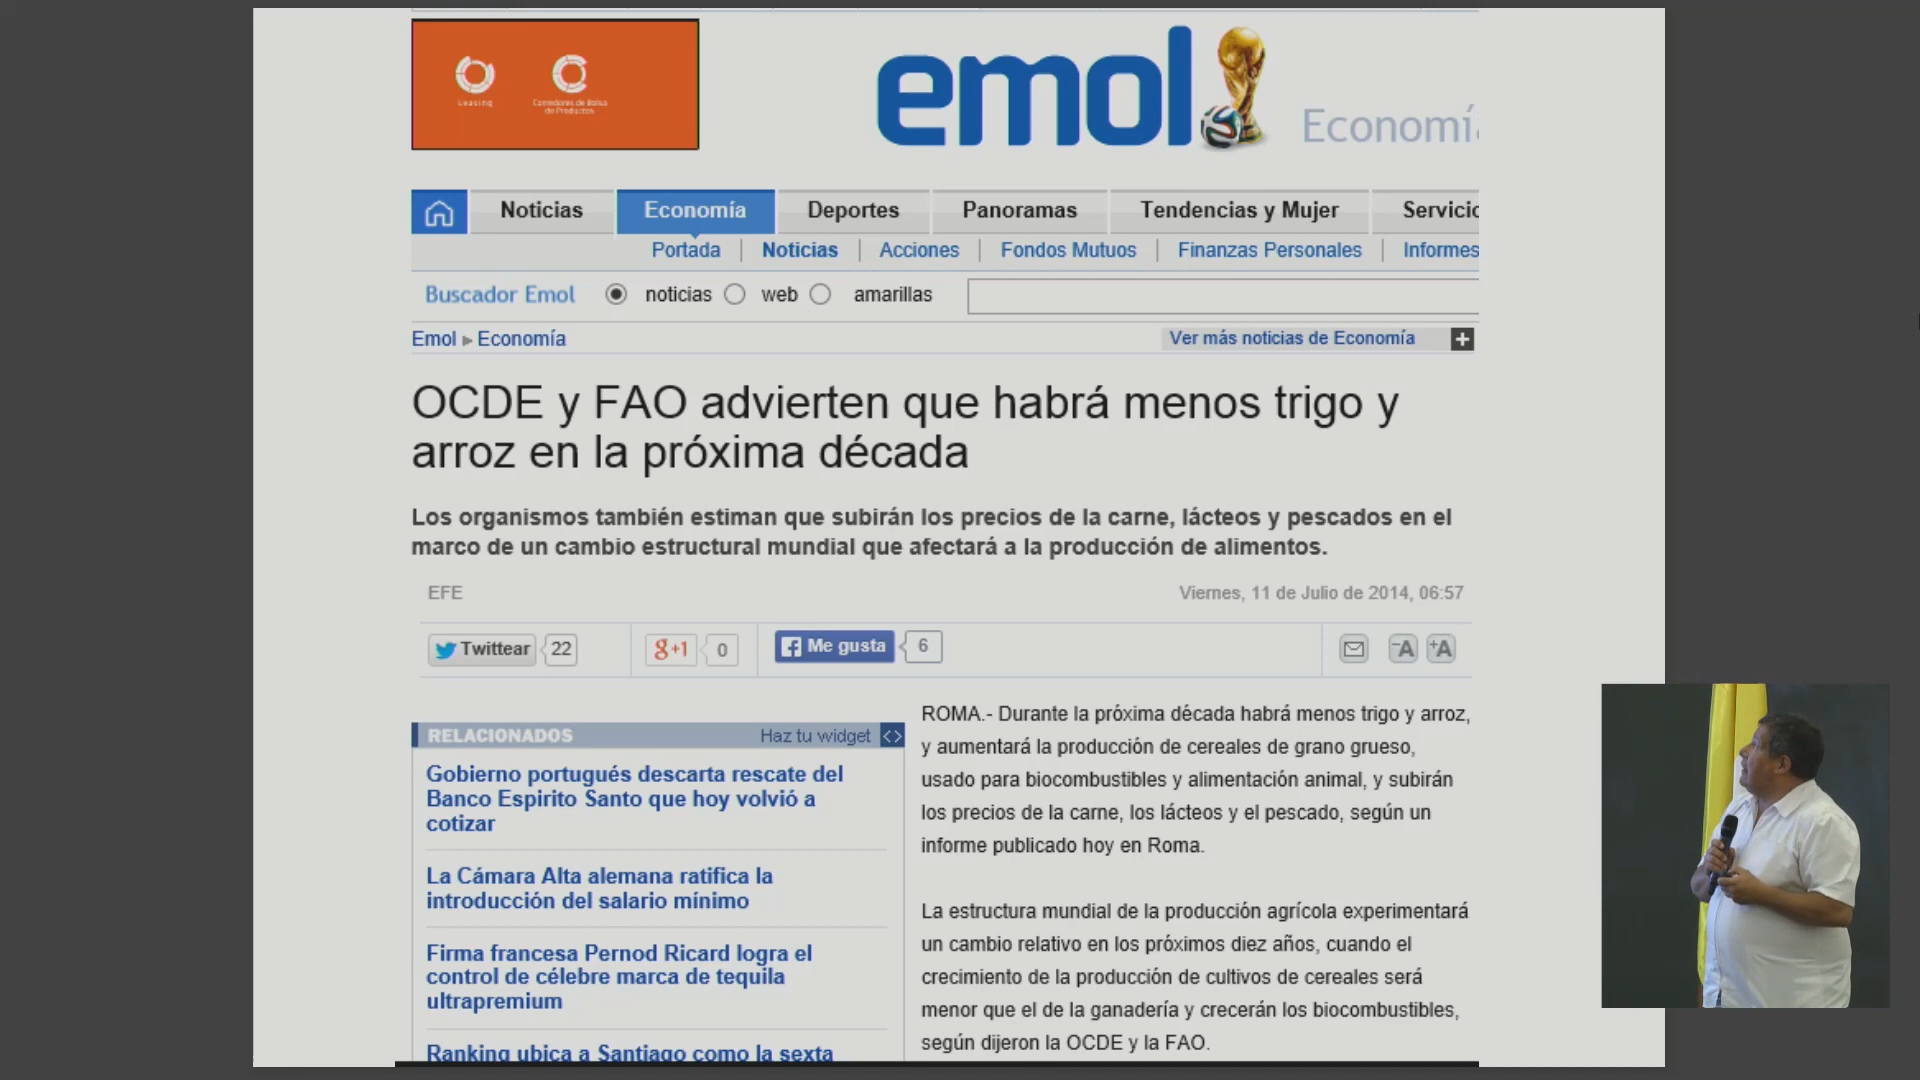 Leasing
Corredores de Bolsa
de Productos
emol
Economí
Noticias
Economía
Deportes
Panoramas
Tendencias y Mujer
Servicio
Portada | Noticias | Acciones | Fondos Mutuos | Finanzas Personales | Informes
Buscador Emol noticias web amarillas
Emol ▸ Economía
Ver más noticias de Economía +
OCDE y FAO advierten que habrá menos trigo y
arroz en la próxima década
Los organismos también estiman que subirán los precios de la carne, lácteos y pescados en el
marco de un cambio estructural mundial que afectará a la producción de alimentos.
EFE
Viernes, 11 de Julio de 2014, 06:57
Twittear 22
g+1 0
Me gusta 6
-A +A
RELACIONADOS
Haz tu widget <>
Gobierno portugués descarta rescate del
Banco Espirito Santo que hoy volvió a
cotizar
La Cámara Alta alemana ratifica la
introducción del salario mínimo
Firma francesa Pernod Ricard logra el
control de célebre marca de tequila
ultrapremium
Ranking ubica a Santiago como la sexta
ROMA.- Durante la próxima década habrá menos trigo y arroz,
y aumentará la producción de cereales de grano grueso,
usado para biocombustibles y alimentación animal, y subirán
los precios de la carne, los lácteos y el pescado, según un
informe publicado hoy en Roma.
La estructura mundial de la producción agrícola experimentará
un cambio relativo en los próximos diez años, cuando el
crecimiento de la producción de cultivos de cereales será
menor que el de la ganadería y crecerán los biocombustibles,
según dijeron la OCDE y la FAO.